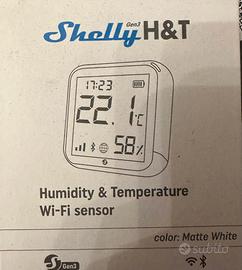 Shelly Gen3 H&T
17:23
22.1°C
58%
Humidity & Temperature
Wi-Fi sensor
color: Matte White
Gen3
subito